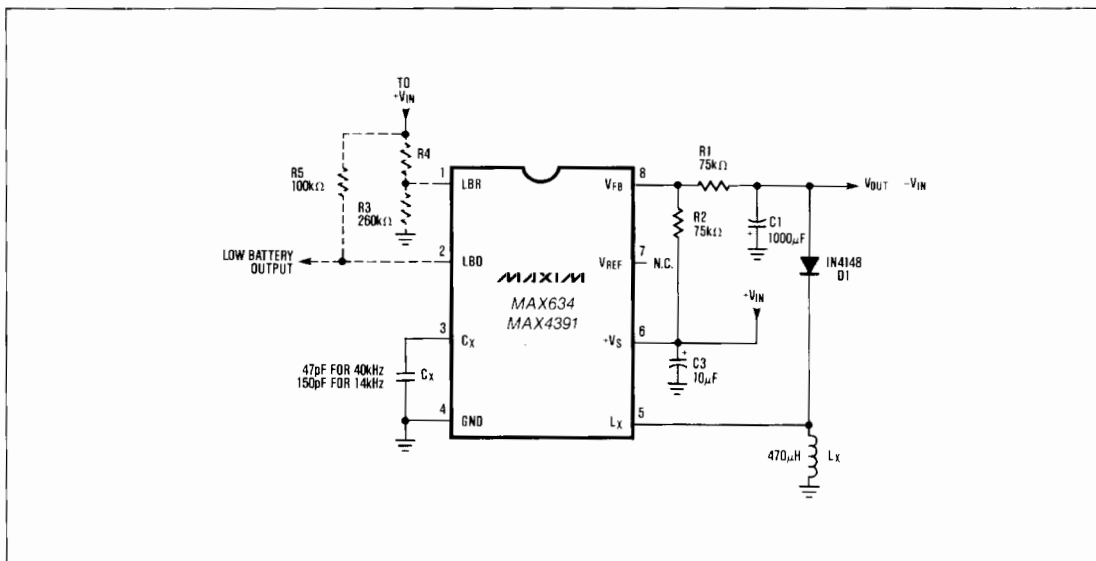 TO
+VIN
R4
R5
100kΩ
R3
260kΩ
1
LBR
2
LBD
LOW BATTERY
OUTPUT
3
CX
47pF FOR 40kHz
150pF FOR 14kHz
CX
4
GND
MAXIM
MAX634
MAX4391
8
VFB
R1
75kΩ
VOUT -VIN
R2
75kΩ
C1
1000µF
+
7
VREF
N.C.
IN4148
D1
+VIN
6
+VS
+
C3
10µF
5
LX
470µH
LX